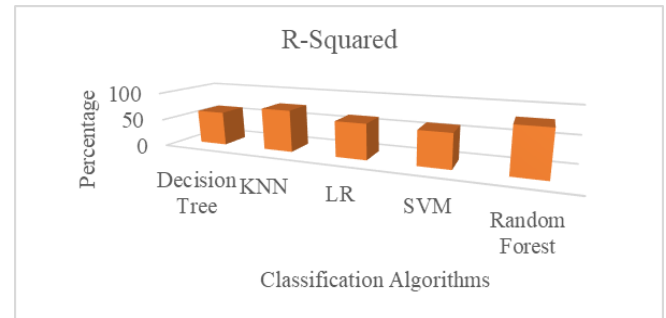 R-Squared
Percentage
100
50
0
Decision
Tree
KNN
LR
SVM
Random
Forest
Classification Algorithms